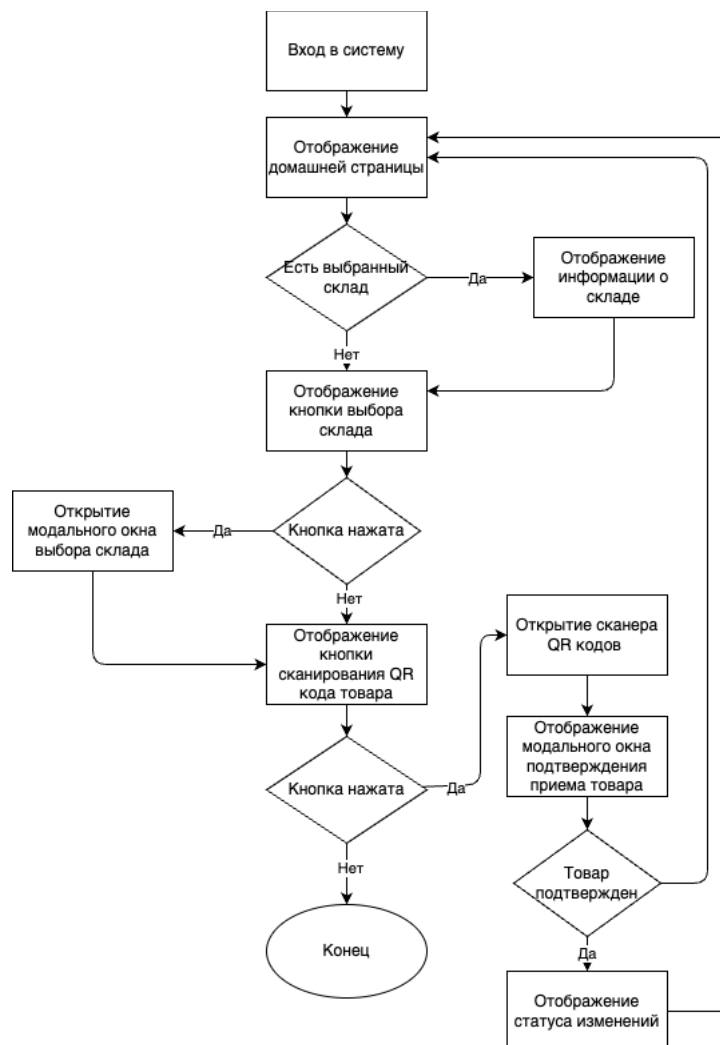 Вход в систему
Отображение
домашней страницы
Есть выбранный
склад
Да
Отображение
информации о
складе
Нет
Отображение
кнопки выбора
склада
Кнопка нажата
Да
Открытие
модального окна
выбора склада
Нет
Отображение
кнопки
сканирования QR
кода товара
Кнопка нажата
Да
Открытие сканера
QR кодов
Отображение
модального окна
подтверждения
приема товара
Товар
подтвержден
Нет
Конец
Да
Отображение
статуса изменений